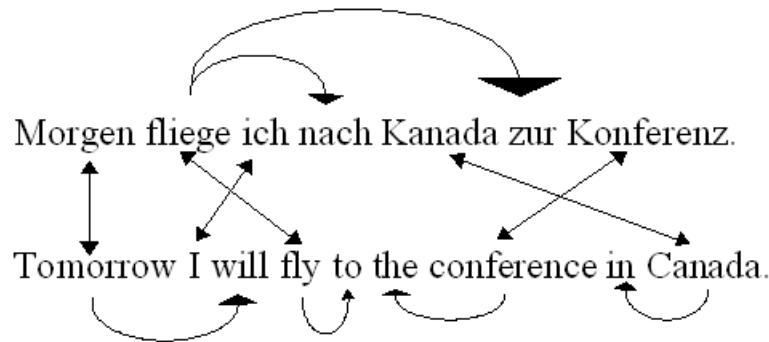 Morgen fliege ich nach Kanada zur Konferenz.
Tomorrow I will fly to the conference in Canada.